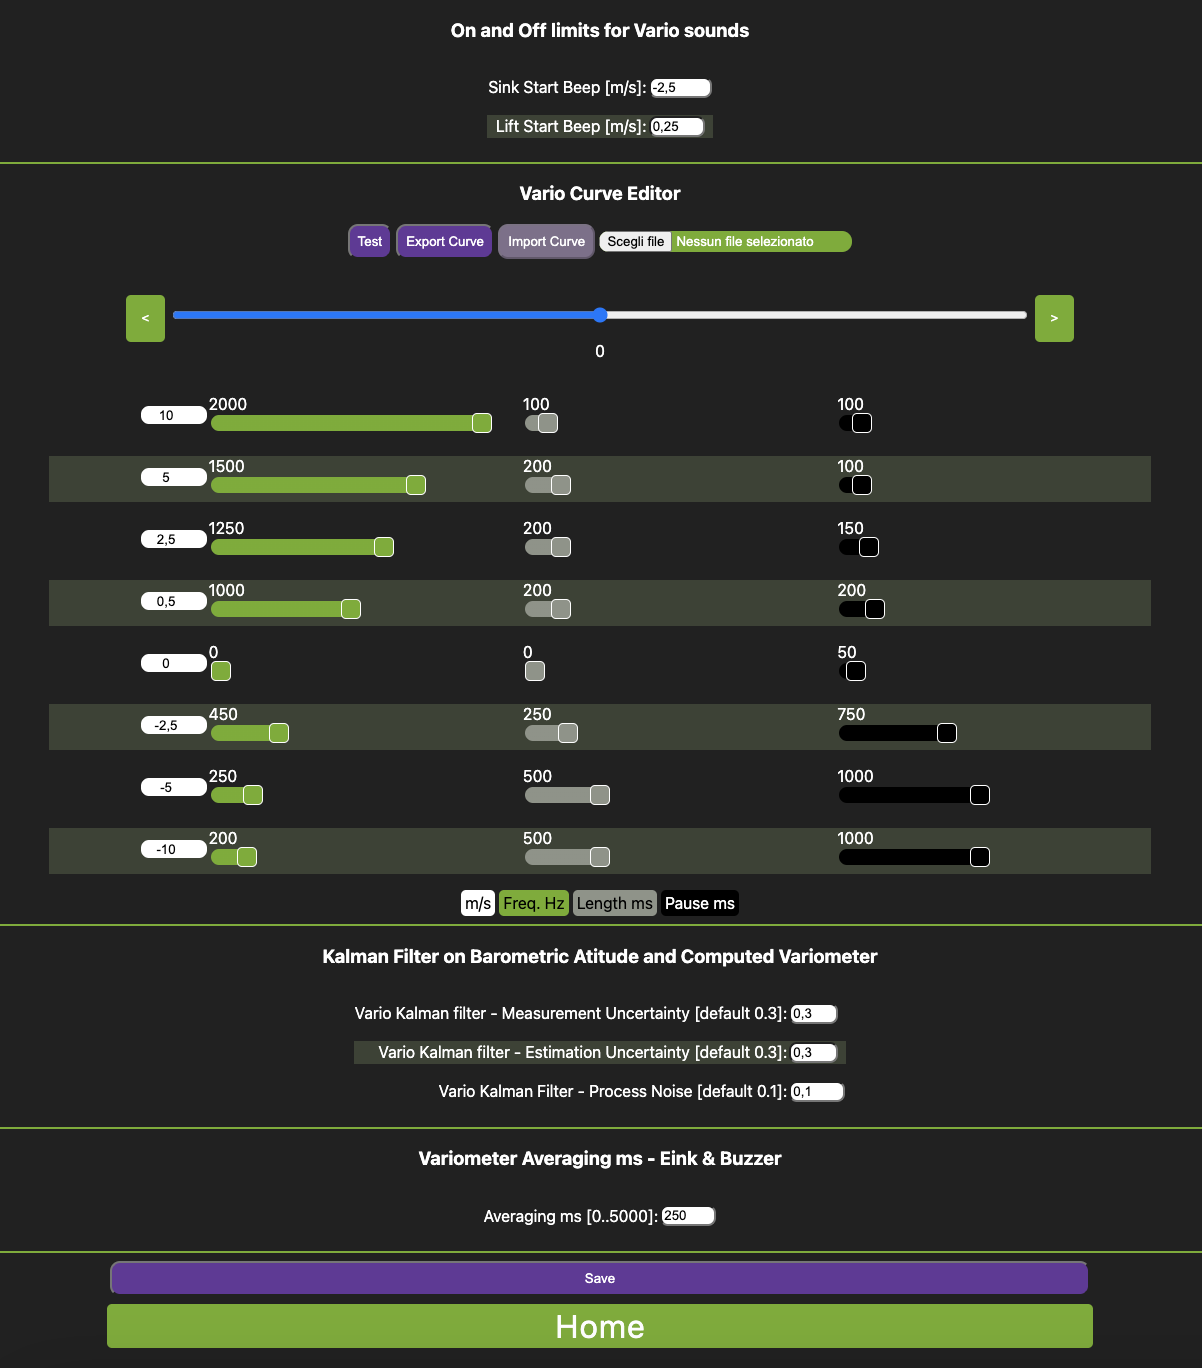 On and Off limits for Vario sounds
Sink Start Beep [m/s]: -2,5
Lift Start Beep [m/s]: 0,25
Vario Curve Editor
Test Export Curve Import Curve Scegli file Nessun file selezionato
< >
0
2000 100 100
10
1500 200 100
5
1250 200 150
2,5
1000 200 200
0,5
0 0 50
0
450 250 750
-2,5
250 500 1000
-5
200 500 1000
-10
m/s Freq. Hz Length ms Pause ms
Kalman Filter on Barometric Atitude and Computed Variometer
Vario Kalman filter - Measurement Uncertainty [default 0.3]: 0,3
Vario Kalman filter - Estimation Uncertainty [default 0.3]: 0,3
Vario Kalman Filter - Process Noise [default 0.1]: 0,1
Variometer Averaging ms - Eink & Buzzer
Averaging ms [0..5000]: 250
Save
Home